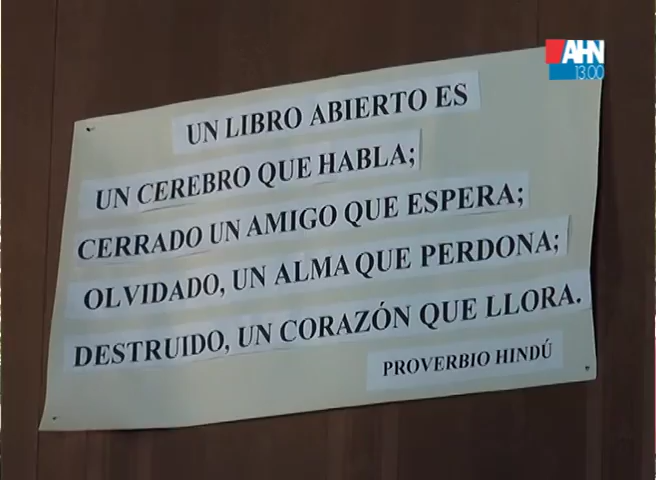 AHN
13:00
UN LIBRO ABIERTO ES
UN CEREBRO QUE HABLA;
CERRADO UN AMIGO QUE ESPERA;
OLVIDADO, UN ALMA QUE PERDONA;
DESTRUIDO, UN CORAZÓN QUE LLORA.
PROVERBIO HINDÚ